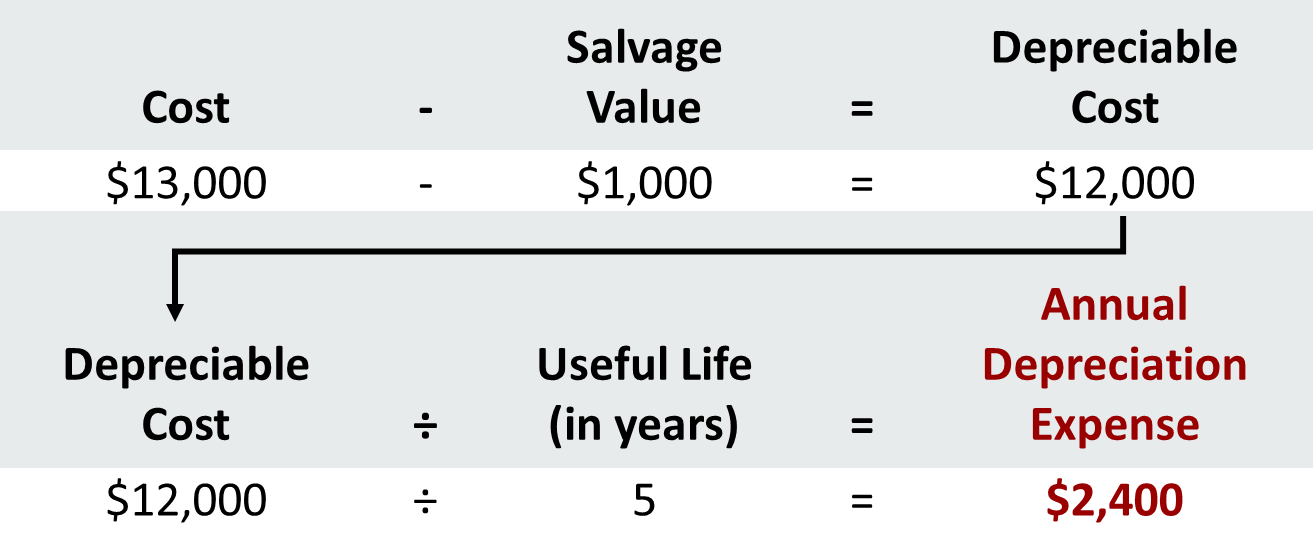 Cost - Salvage Value = Depreciable Cost
$13,000 - $1,000 = $12,000
Depreciable Cost ÷ Useful Life (in years) = Annual Depreciation Expense
$12,000 ÷ 5 = $2,400